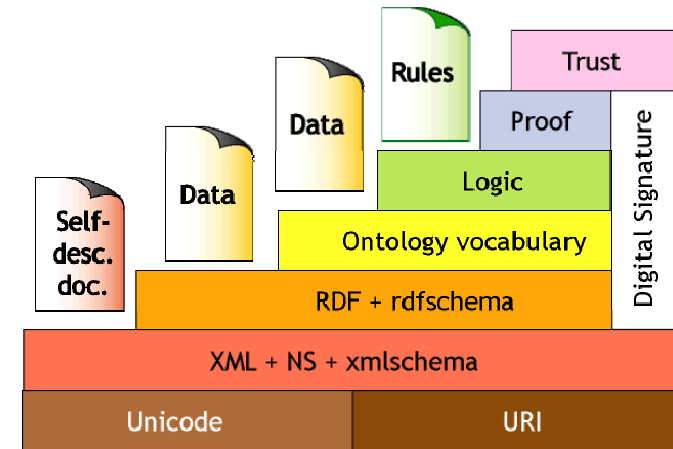 Rules
Trust
Data
Proof
Data
Logic
Digital Signature
Self-
desc.
doc.
Ontology vocabulary
RDF + rdfschema
XML + NS + xmlschema
Unicode
URI